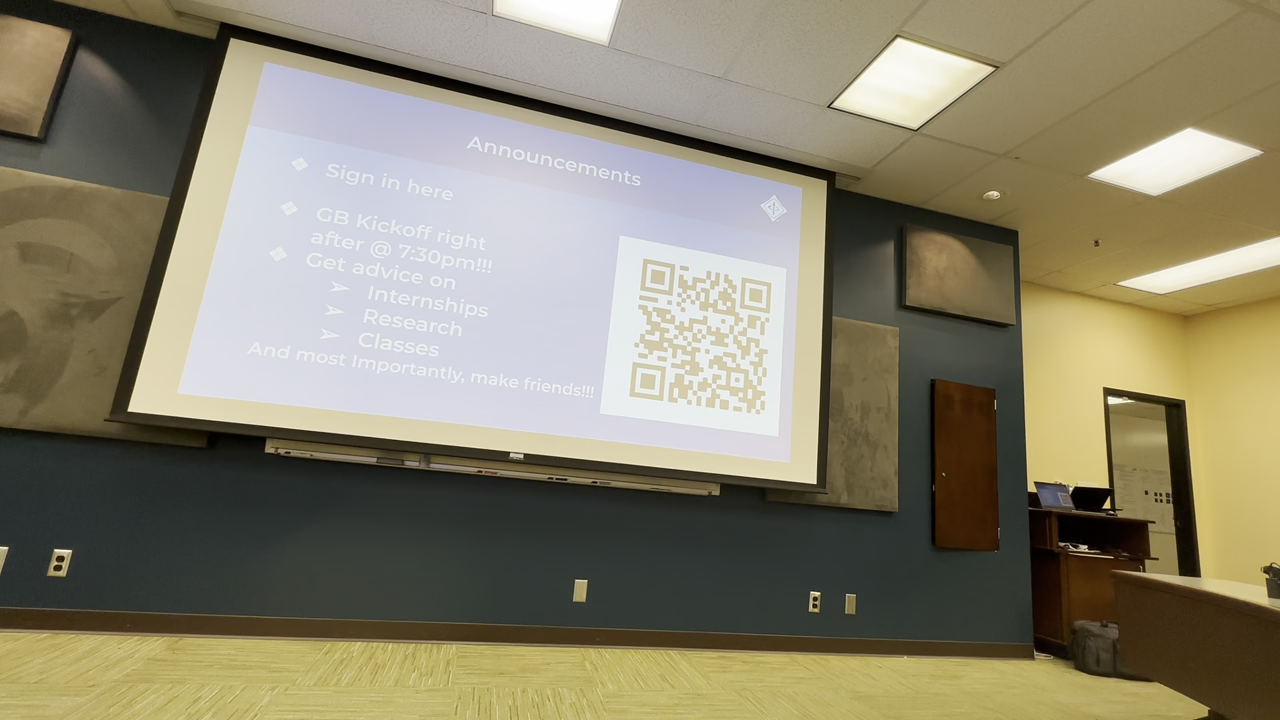 Announcements
Sign in here
GB Kickoff right
after @ 7:30pm!!!
Get advice on
Internships
Research
Classes
And most Importantly, make friends!!!